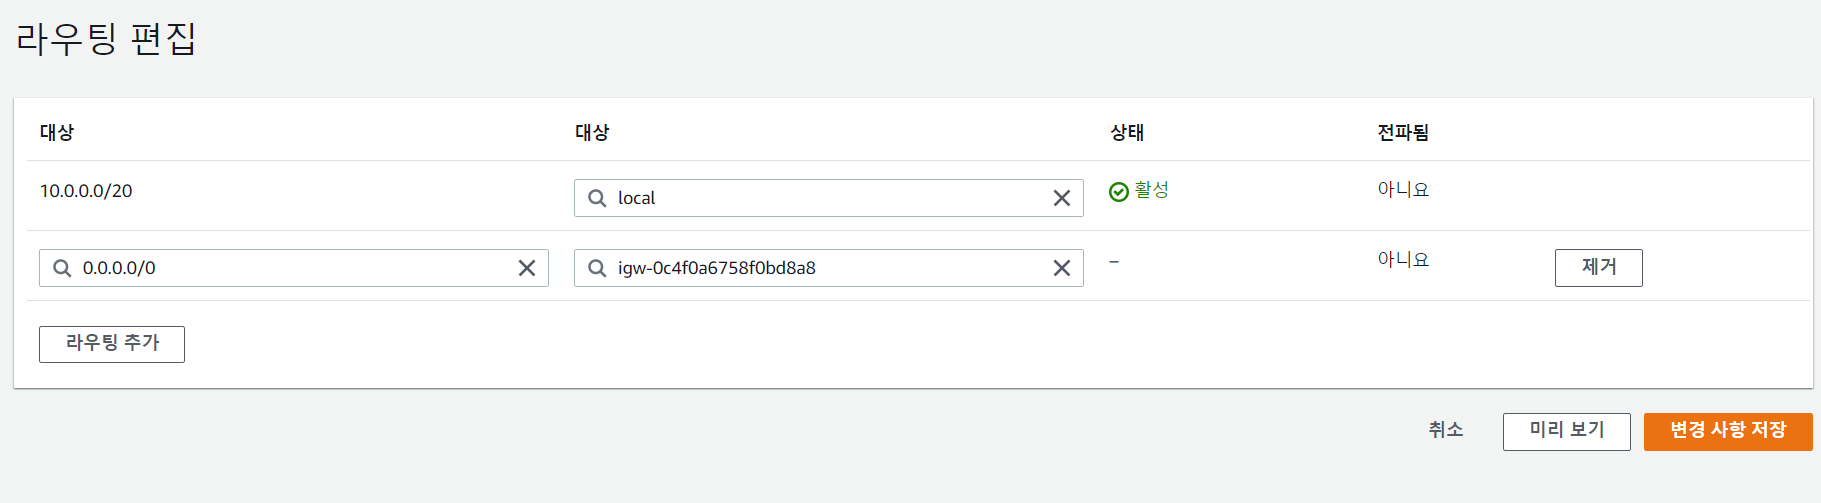 라우팅 편집
대상 대상 상태 전파됨
10.0.0.0/20 local 활성 아니요
0.0.0.0/0 igw-0c4f0a6758f0bd8a8 – 아니요 제거
라우팅 추가
취소 미리 보기 변경 사항 저장